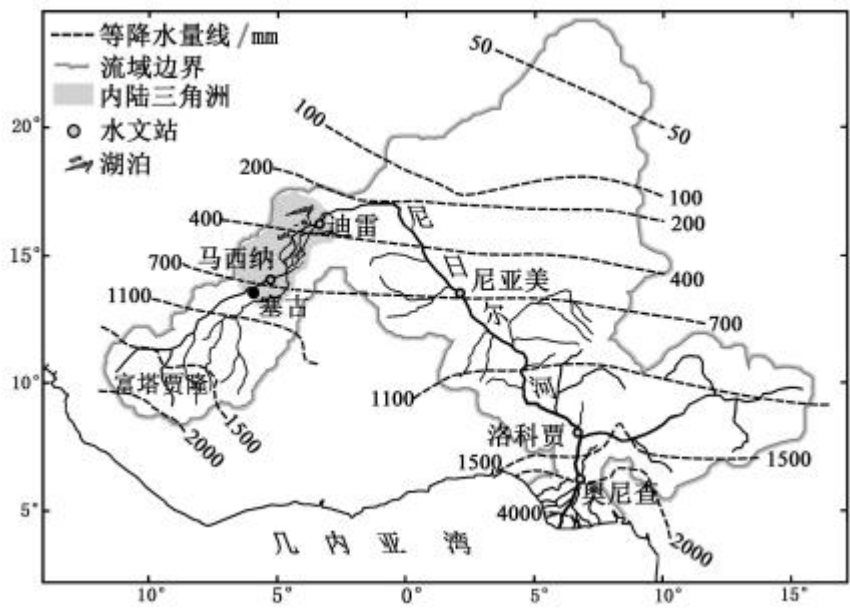 等降水量线/mm
流域边界
内陆三角洲
水文站
湖泊
50
50
100
100
200
200
400
400
700
700
1100
1100
1500
1500
1500
2000
2000
4000
迪雷
马西纳
塞古
尼亚美
富塔贾隆
洛科贾
奥尼查
尼日尔河
几内亚湾
20°
15°
10°
5°
10°
5°
0°
5°
10°
15°